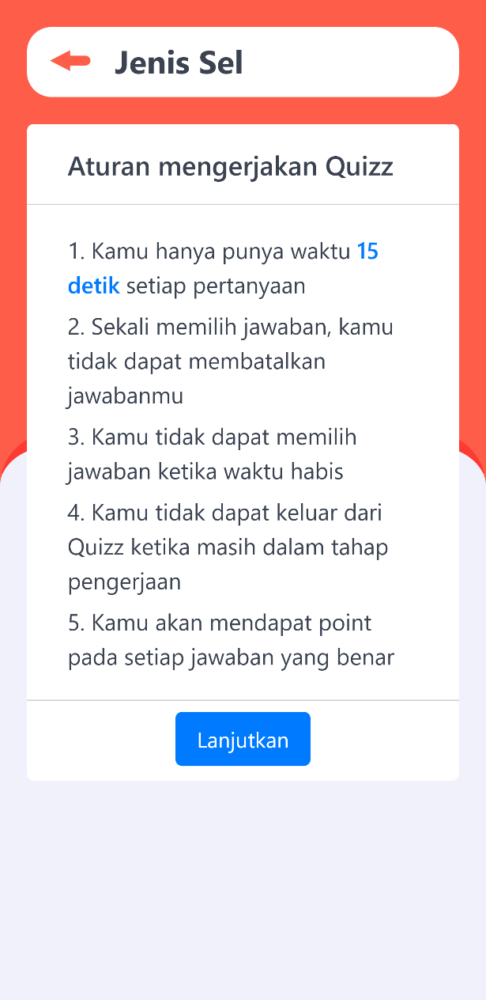 Jenis Sel
Aturan mengerjakan Quizz
1. Kamu hanya punya waktu 15
detik setiap pertanyaan
2. Sekali memilih jawaban, kamu
tidak dapat membatalkan
jawabanmu
3. Kamu tidak dapat memilih
jawaban ketika waktu habis
4. Kamu tidak dapat keluar dari
Quizz ketika masih dalam tahap
pengerjaan
5. Kamu akan mendapat point
pada setiap jawaban yang benar
Lanjutkan